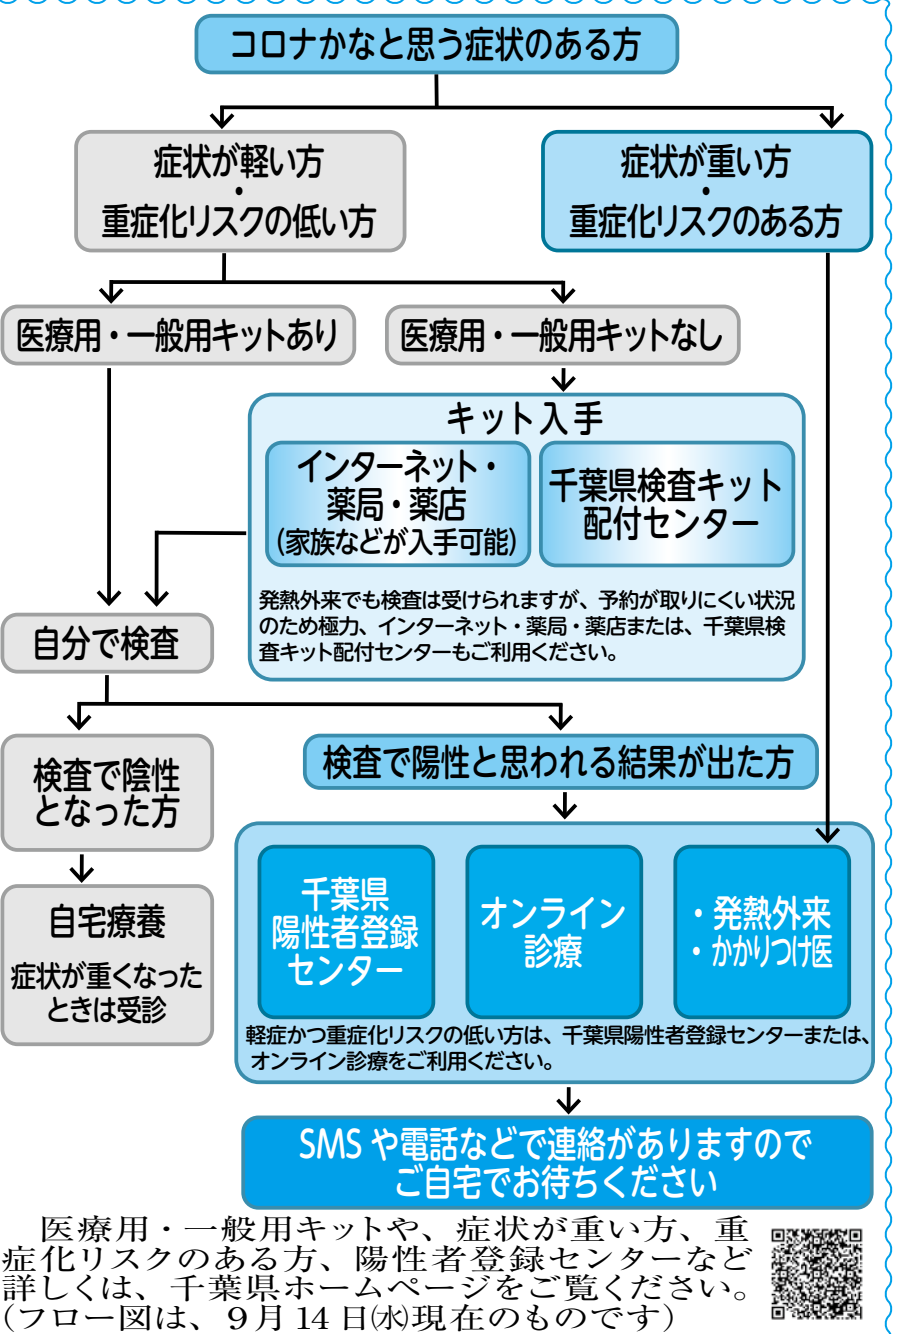 コロナかなと思う症状のある方
症状が軽い方
・
重症化リスクの低い方
症状が重い方
・
重症化リスクのある方
医療用・一般用キットあり
医療用・一般用キットなし
キット入手
インターネット・
薬局・薬店
(家族などが入手可能)
千葉県検査キット
配付センター
発熱外来でも検査は受けられますが、予約が取りにくい状況
のため極力、インターネット・薬局・薬店または、千葉県検
査キット配付センターもご利用ください。
自分で検査
検査で陰性
となった方
自宅療養
症状が重くなった
ときは受診
検査で陽性と思われる結果が出た方
千葉県
陽性者登録
センター
オンライン
診療
・発熱外来
・かかりつけ医
軽症かつ重症化リスクの低い方は、千葉県陽性者登録センターまたは、
オンライン診療をご利用ください。
SMSや電話などで連絡がありますので
ご自宅でお待ちください
医療用・一般用キットや、症状が重い方、重
症化リスクのある方、陽性者登録センターなど
詳しくは、千葉県ホームページをご覧ください。
(フロー図は、9月14日㈬現在のものです)